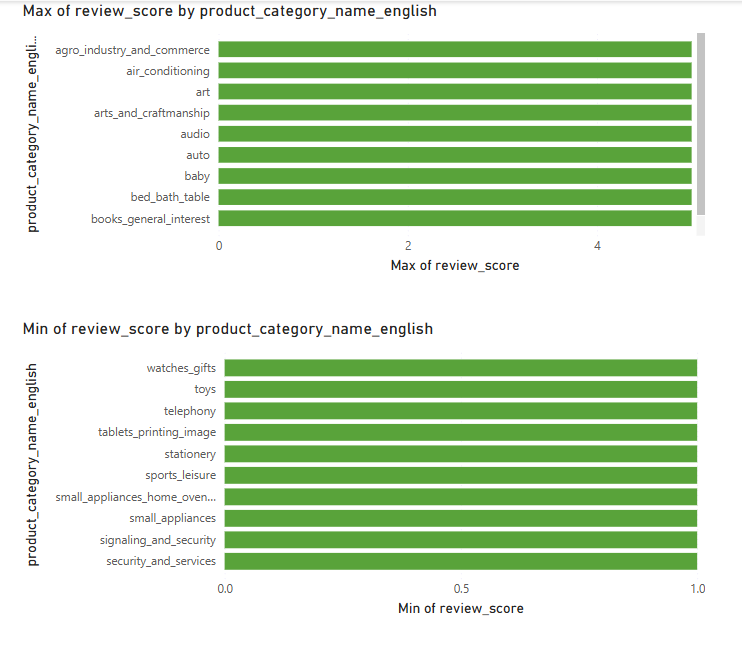 Max of review_score by product_category_name_english
product_category_name_engli...
agro_industry_and_commerce
air_conditioning
art
arts_and_craftmanship
audio
auto
baby
bed_bath_table
books_general_interest
0 2 4
Max of review_score
Min of review_score by product_category_name_english
product_category_name_english
watches_gifts
toys
telephony
tablets_printing_image
stationery
sports_leisure
small_appliances_home_oven...
small_appliances
signaling_and_security
security_and_services
0.0 0.5 1.0
Min of review_score